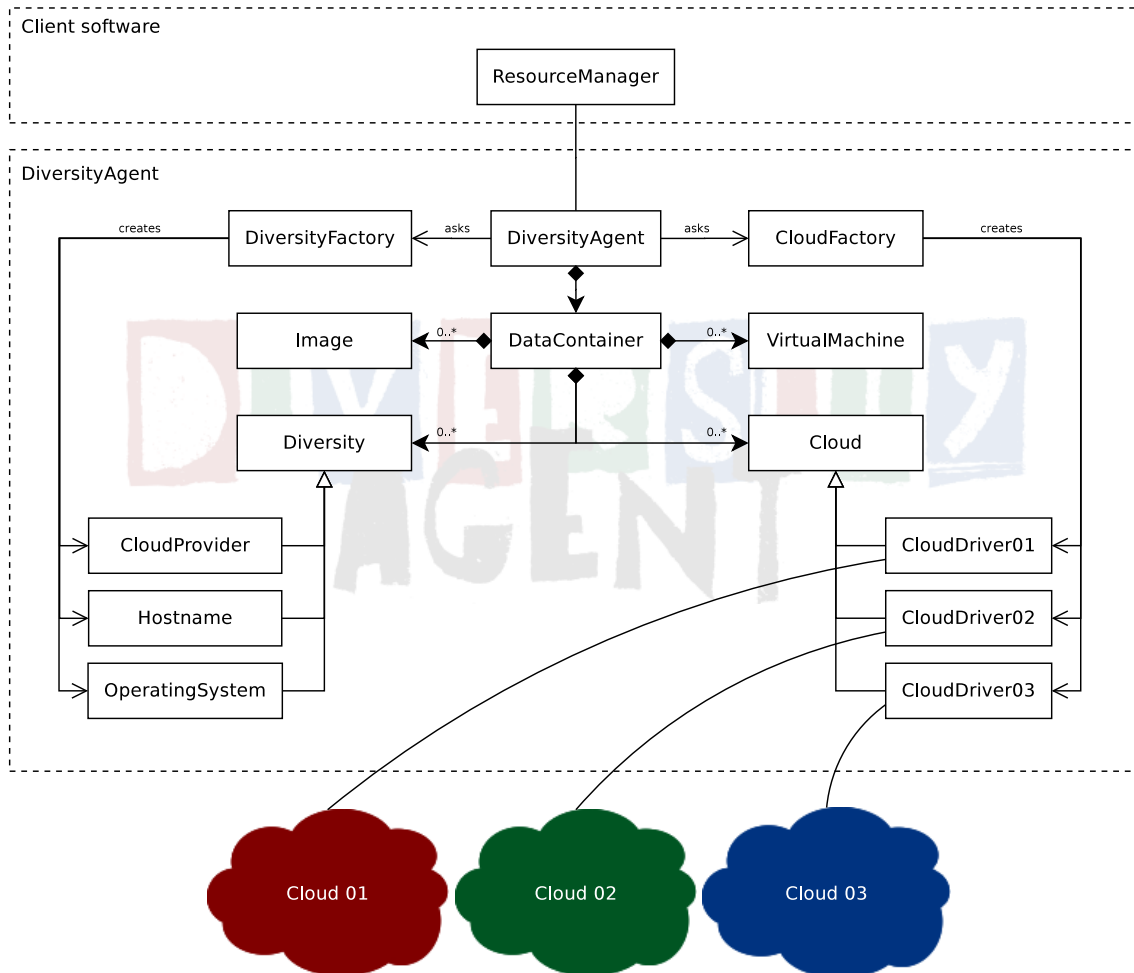 Client software
ResourceManager
DiversityAgent
creates
DiversityFactory
asks
DiversityAgent
asks
CloudFactory
creates
Image
0..*
DataContainer
0..*
VirtualMachine
Diversity
0..*
0..*
Cloud
DIVERSITY
AGENT
CloudProvider
CloudDriver01
Hostname
CloudDriver02
OperatingSystem
CloudDriver03
Cloud 01
Cloud 02
Cloud 03